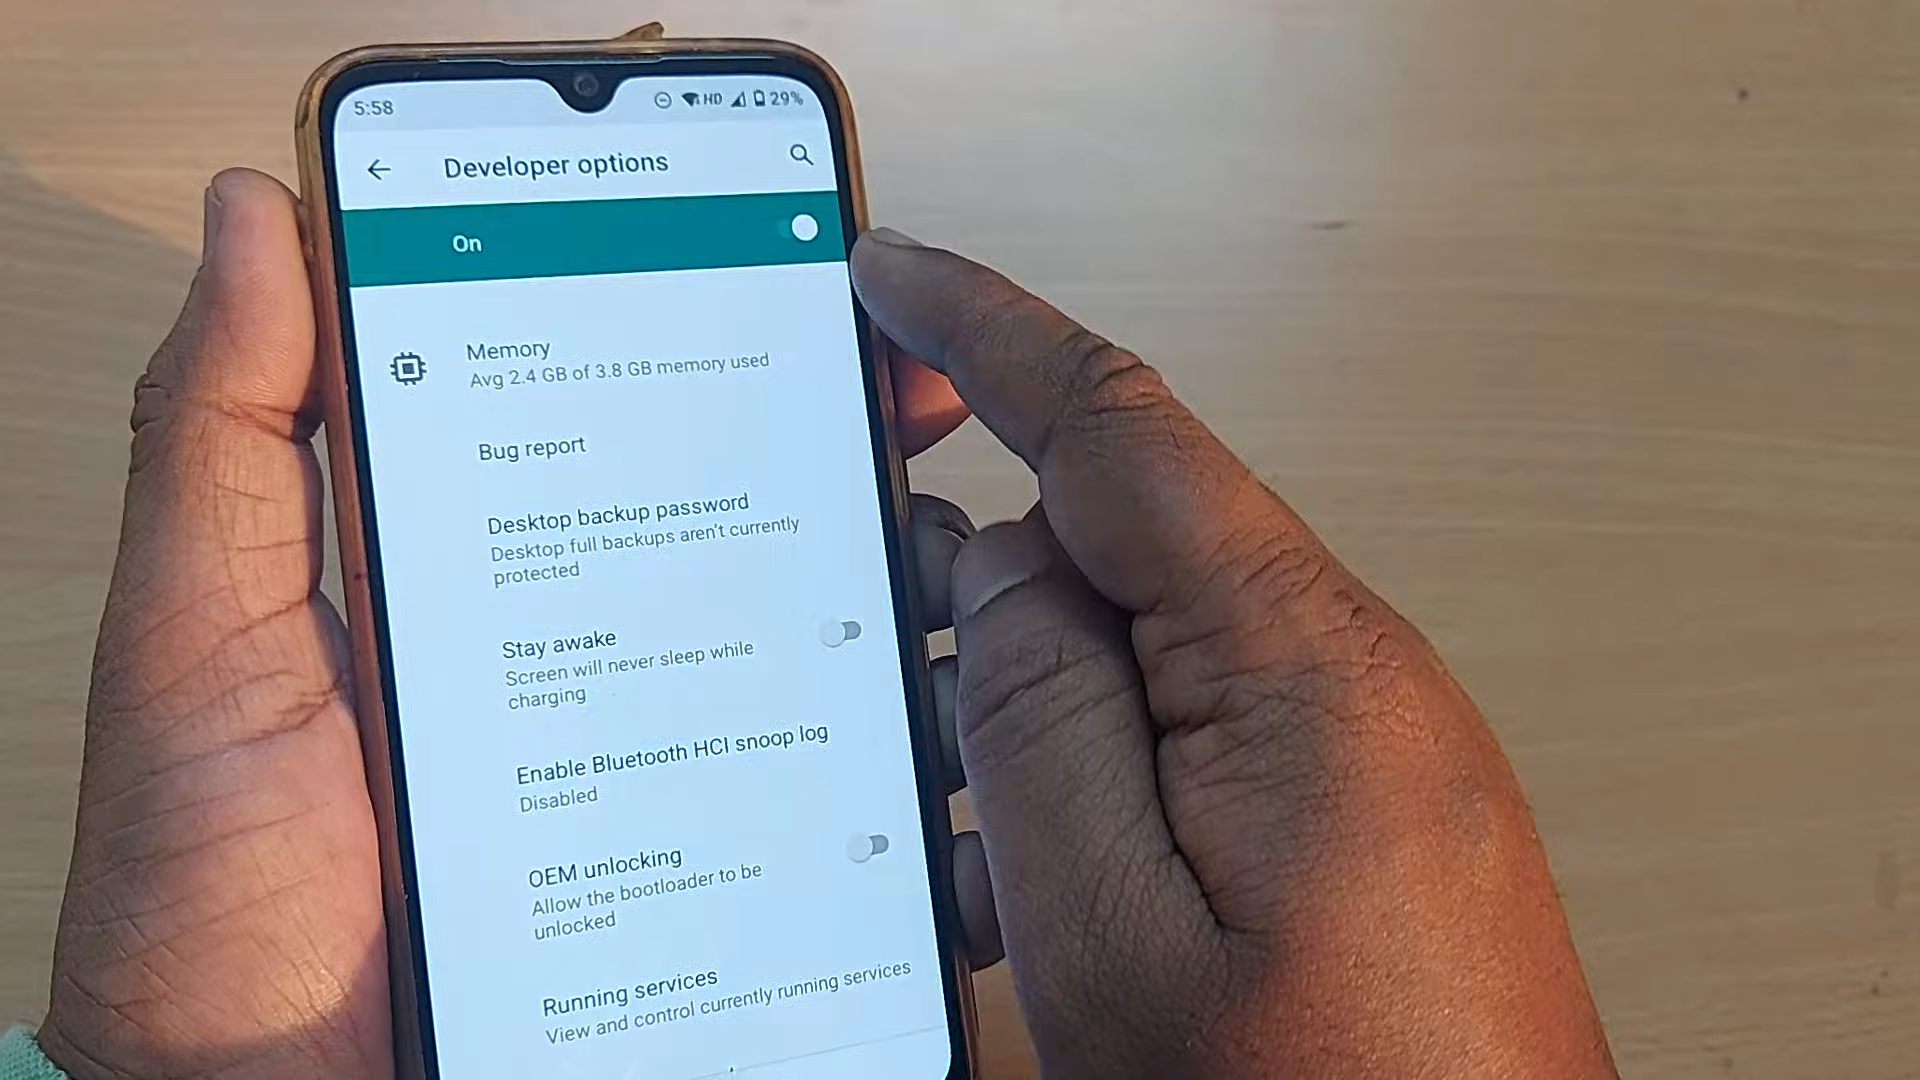 5:58
HD 29%
Developer options
On
Memory
Avg 2.4 GB of 3.8 GB memory used
Bug report
Desktop backup password
Desktop full backups aren't currently
protected
Stay awake
Screen will never sleep while
charging
Enable Bluetooth HCI snoop log
Disabled
OEM unlocking
Allow the bootloader to be
unlocked
Running services
View and control currently running services